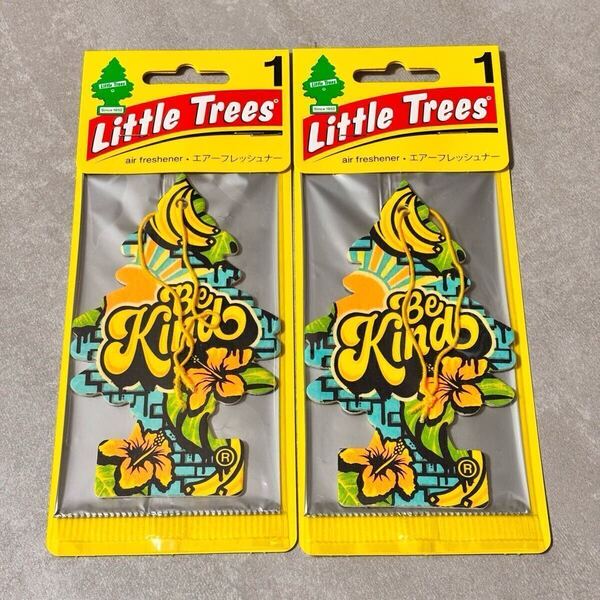 1
Little Trees
Since 1952
Little Trees®
air freshener • エアーフレッシュナー
Be
Kind
®
1
Little Trees
Since 1952
Little Trees®
air freshener • エアーフレッシュナー
Be
Kind
®